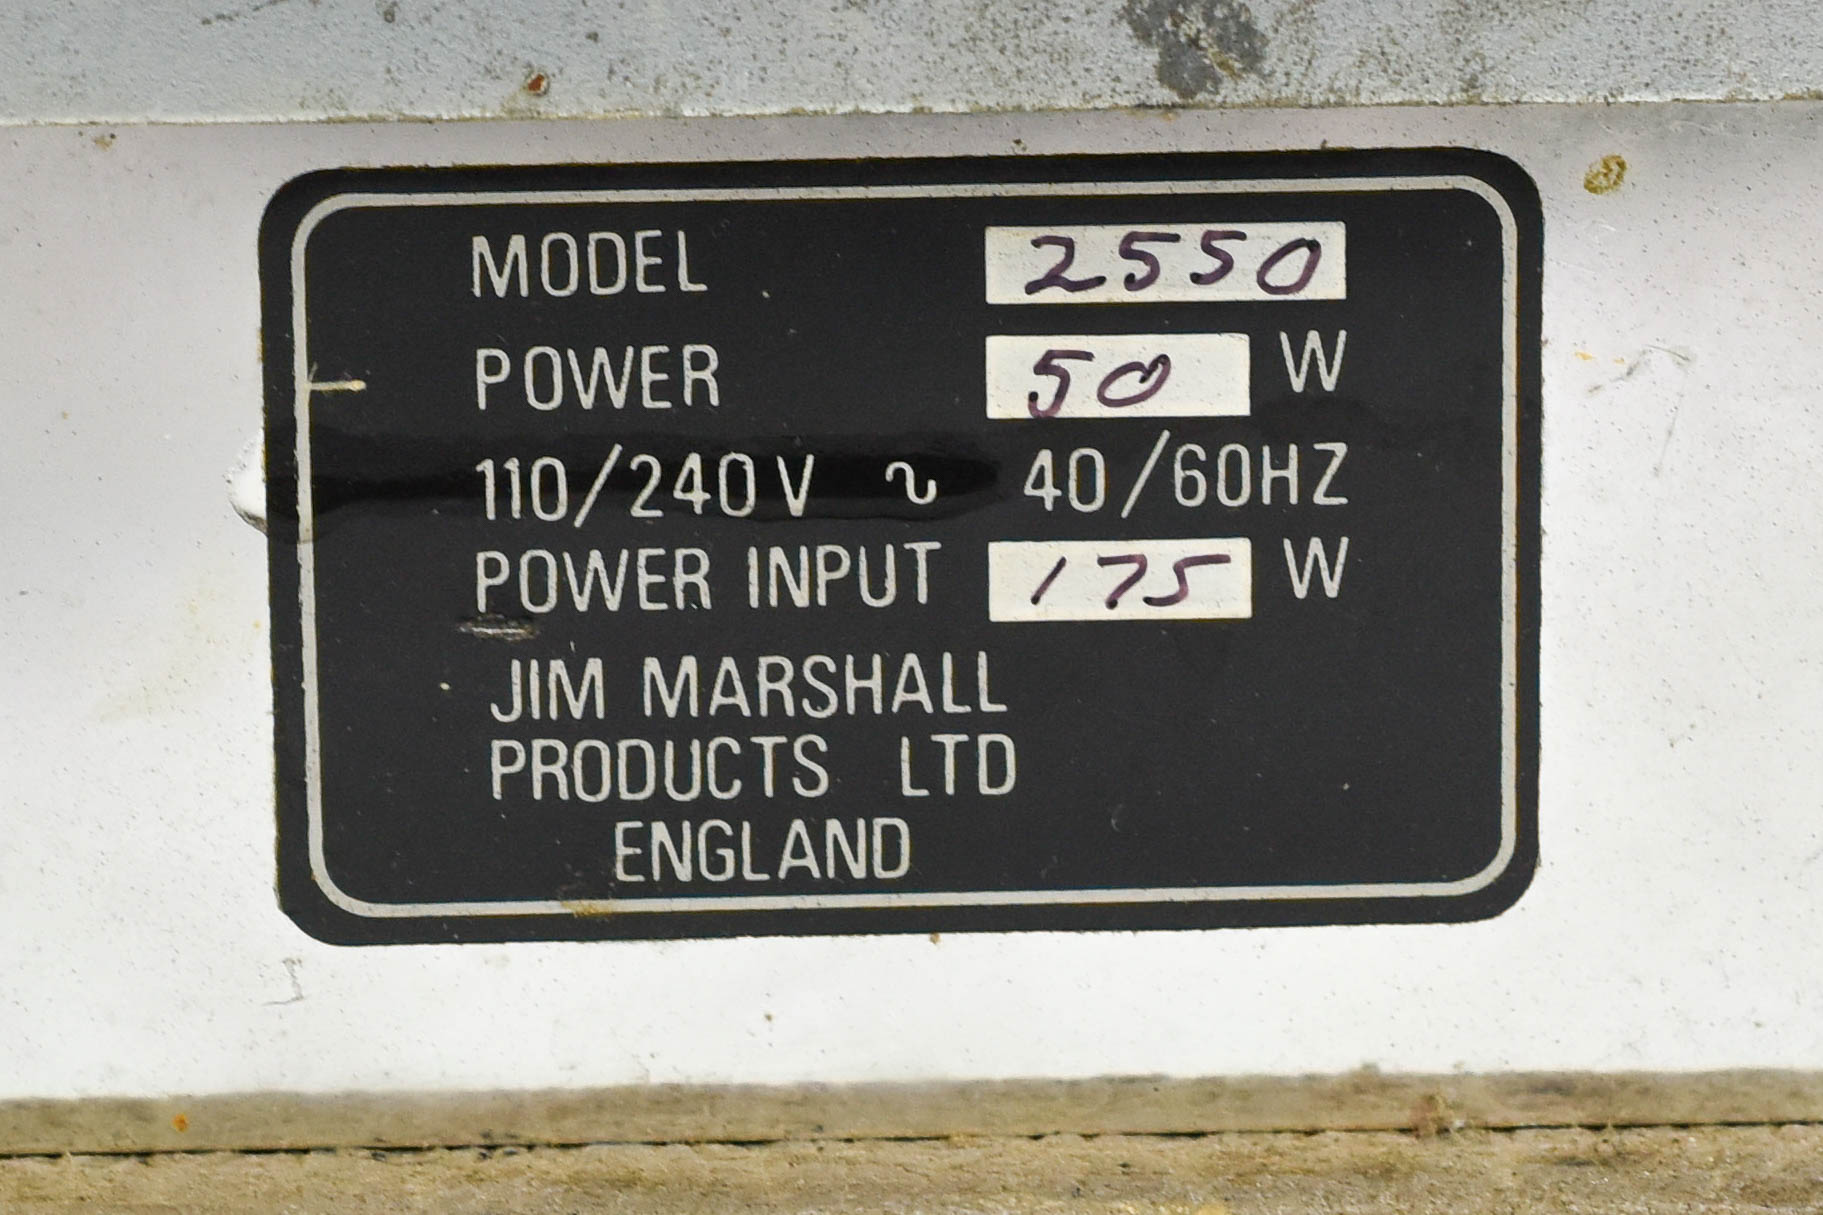 MODEL 2550
POWER 50 W
110/240V ∿ 40/60HZ
POWER INPUT 175 W
JIM MARSHALL
PRODUCTS LTD
ENGLAND